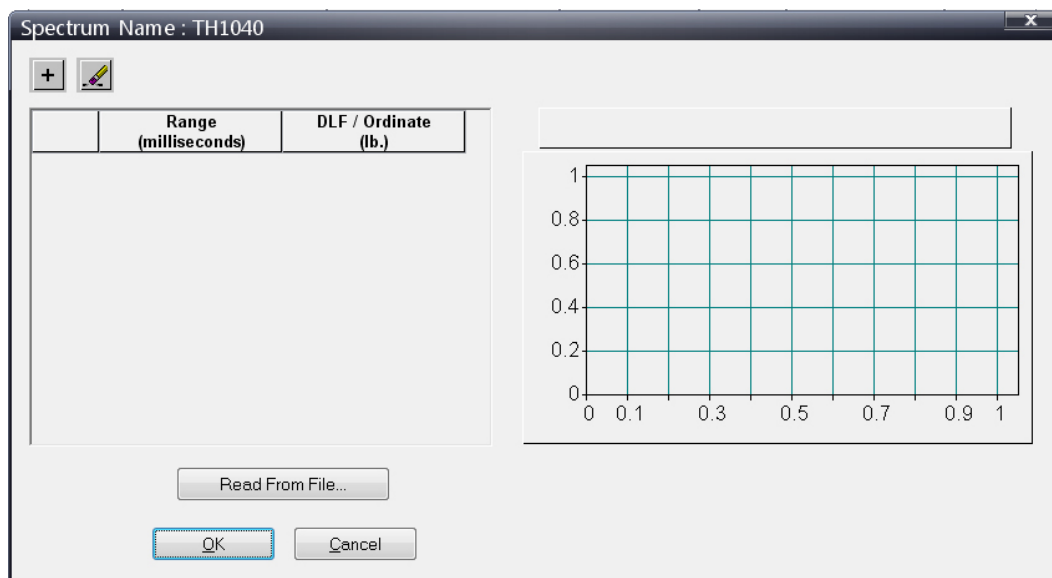 Spectrum Name : TH1040
x
+
Range (milliseconds) DLF / Ordinate (lb.)
1
0.8
0.6
0.4
0.2
0
0 0.1 0.3 0.5 0.7 0.9 1
Read From File...
OK Cancel